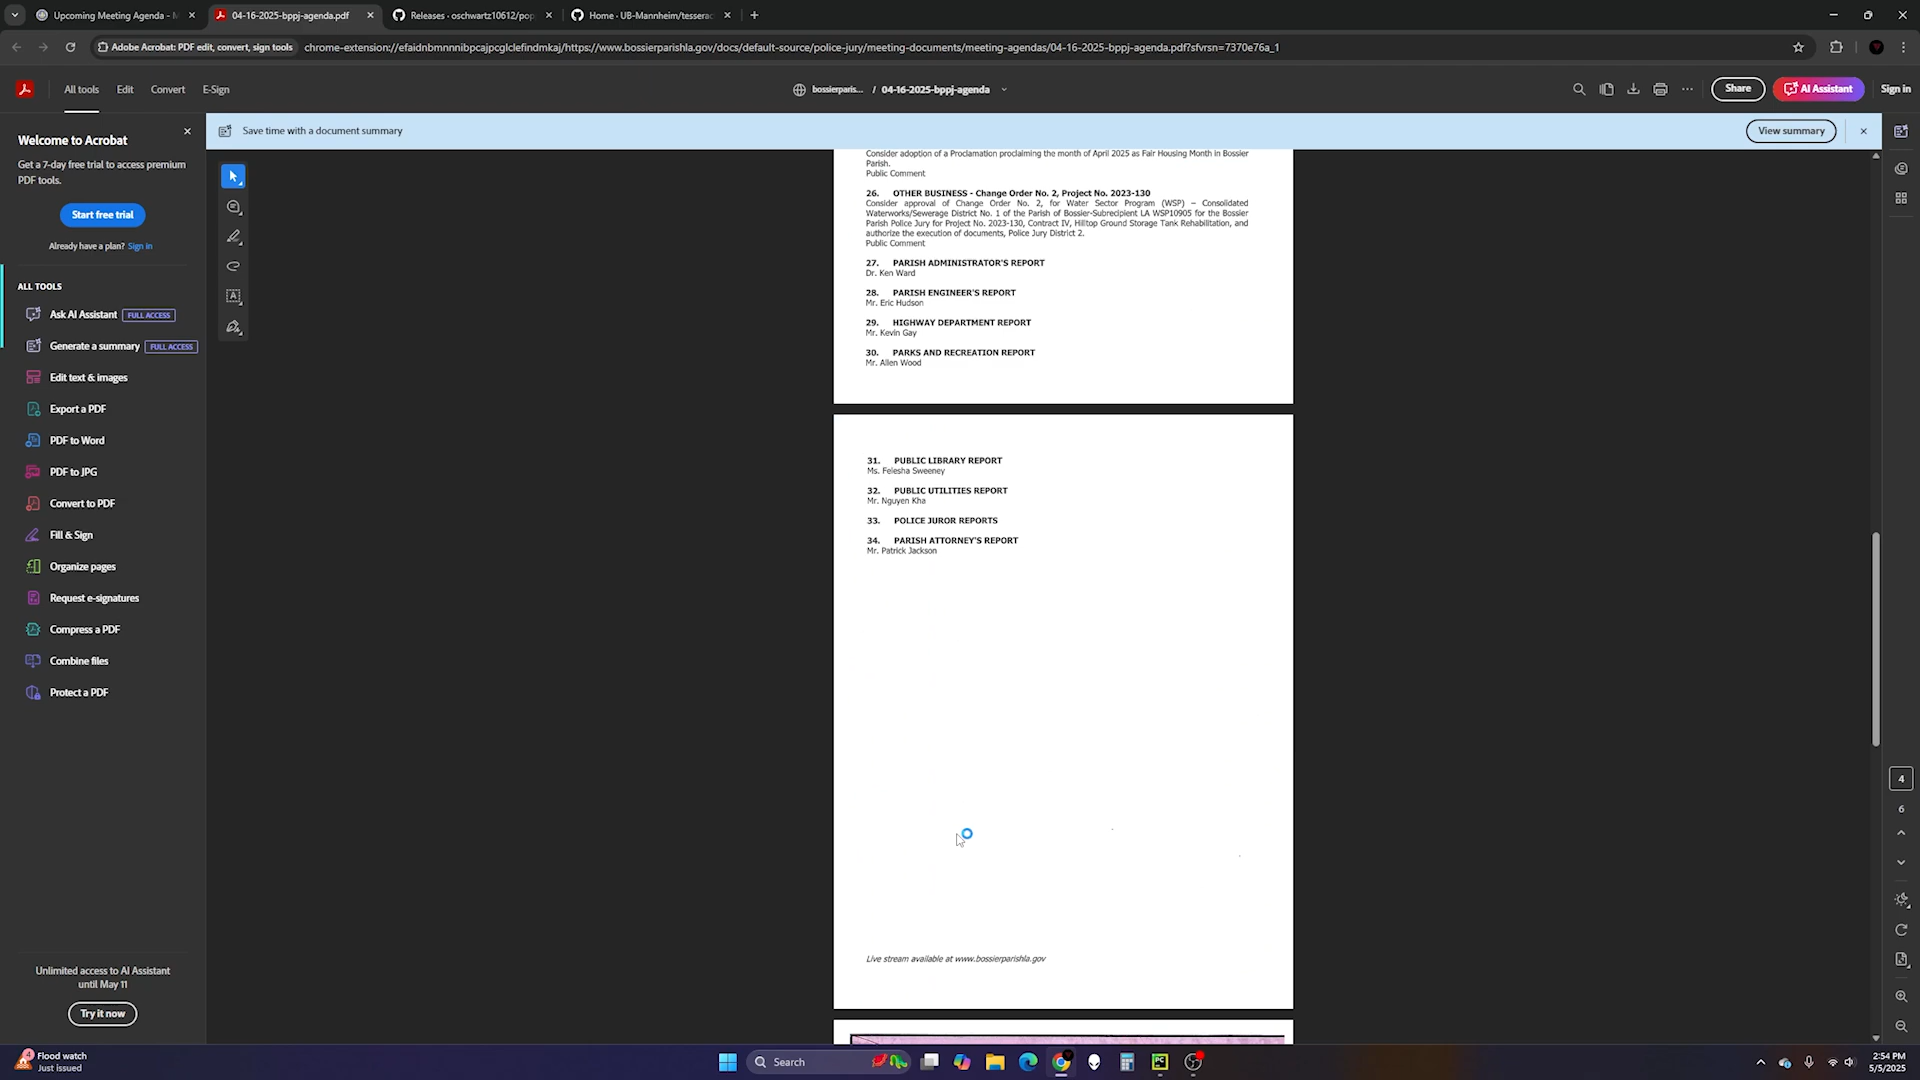 Upcoming Meeting Agenda - M
04-16-2025-bppj-agenda.pdf
Releases · oschwartz10612/pop
Home · UB-Mannheim/tesserac
Adobe Acrobat: PDF edit, convert, sign tools
chrome-extension://efaidnbmnnnibpcajpcglclefindmkaj/https://www.bossierparishla.gov/docs/default-source/police-jury/meeting-documents/meeting-agendas/04-16-2025-bppj-agenda.pdf?sfvrsn=7370e76a_1
All tools
Edit
Convert
E-Sign
bossierparis... / 04-16-2025-bppj-agenda
Share
AI Assistant
Sign in
Save time with a document summary
View summary
Welcome to Acrobat
Get a 7-day free trial to access premium
PDF tools.
Start free trial
Already have a plan? Sign in
ALL TOOLS
Ask AI Assistant FULL ACCESS
Generate a summary FULL ACCESS
Edit text & images
Export a PDF
PDF to Word
PDF to JPG
Convert to PDF
Fill & Sign
Organize pages
Request e-signatures
Compress a PDF
Combine files
Protect a PDF
Unlimited access to AI Assistant
until May 11
Try it now
Consider adoption of a Proclamation proclaiming the month of April 2025 as Fair Housing Month in Bossier
Parish.
Public Comment
26. OTHER BUSINESS - Change Order No. 2, Project No. 2023-130
Consider approval of Change Order No. 2, for Water Sector Program (WSP) – Consolidated
Waterworks/Sewerage District No. 1 of the Parish of Bossier-Subrecipient LA WSP10905 for the Bossier
Parish Police Jury for Project No. 2023-130, Contract IV, Hilltop Ground Storage Tank Rehabilitation, and
authorize the execution of documents, Police Jury District 2.
Public Comment
27. PARISH ADMINISTRATOR'S REPORT
Dr. Ken Ward
28. PARISH ENGINEER'S REPORT
Mr. Eric Hudson
29. HIGHWAY DEPARTMENT REPORT
Mr. Kevin Gay
30. PARKS AND RECREATION REPORT
Mr. Allen Wood
31. PUBLIC LIBRARY REPORT
Ms. Felesha Sweeney
32. PUBLIC UTILITIES REPORT
Mr. Nguyen Kha
33. POLICE JUROR REPORTS
34. PARISH ATTORNEY'S REPORT
Mr. Patrick Jackson
Live stream available at www.bossierparishla.gov
4
6
4
Flood watch
Just issued
Search
2:54 PM
5/5/2025